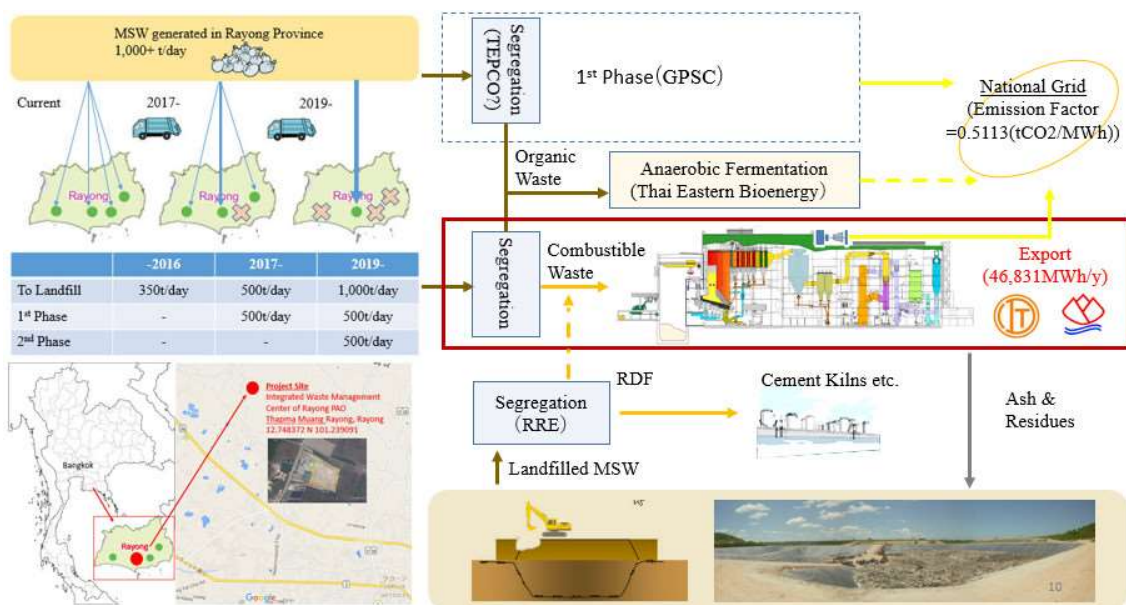 MSW generated in Rayong Province
1,000+ t/day
Current
2017-
2019-
Rayong
Rayong
Rayong
-2016 2017- 2019-
To Landfill 350t/day 500t/day 1,000t/day
1st Phase - 500t/day 500t/day
2nd Phase - - 500t/day
Bangkok
Rayong
Project Site
Integrated Waste Management
Center of Rayong PAO
Thapma Muang Rayong, Rayong
12.748372 N 101.239091
Google
Segregation
(TEPCO?)
1st Phase(GPSC)
National Grid
(Emission Factor
=0.5113(tCO2/MWh))
Organic
Waste
Anaerobic Fermentation
(Thai Eastern Bioenergy)
Segregation
Combustible
Waste
Export
(46,831MWh/y)
RDF
Segregation
(RRE)
Cement Kilns etc.
Ash &
Residues
Landfilled MSW
10